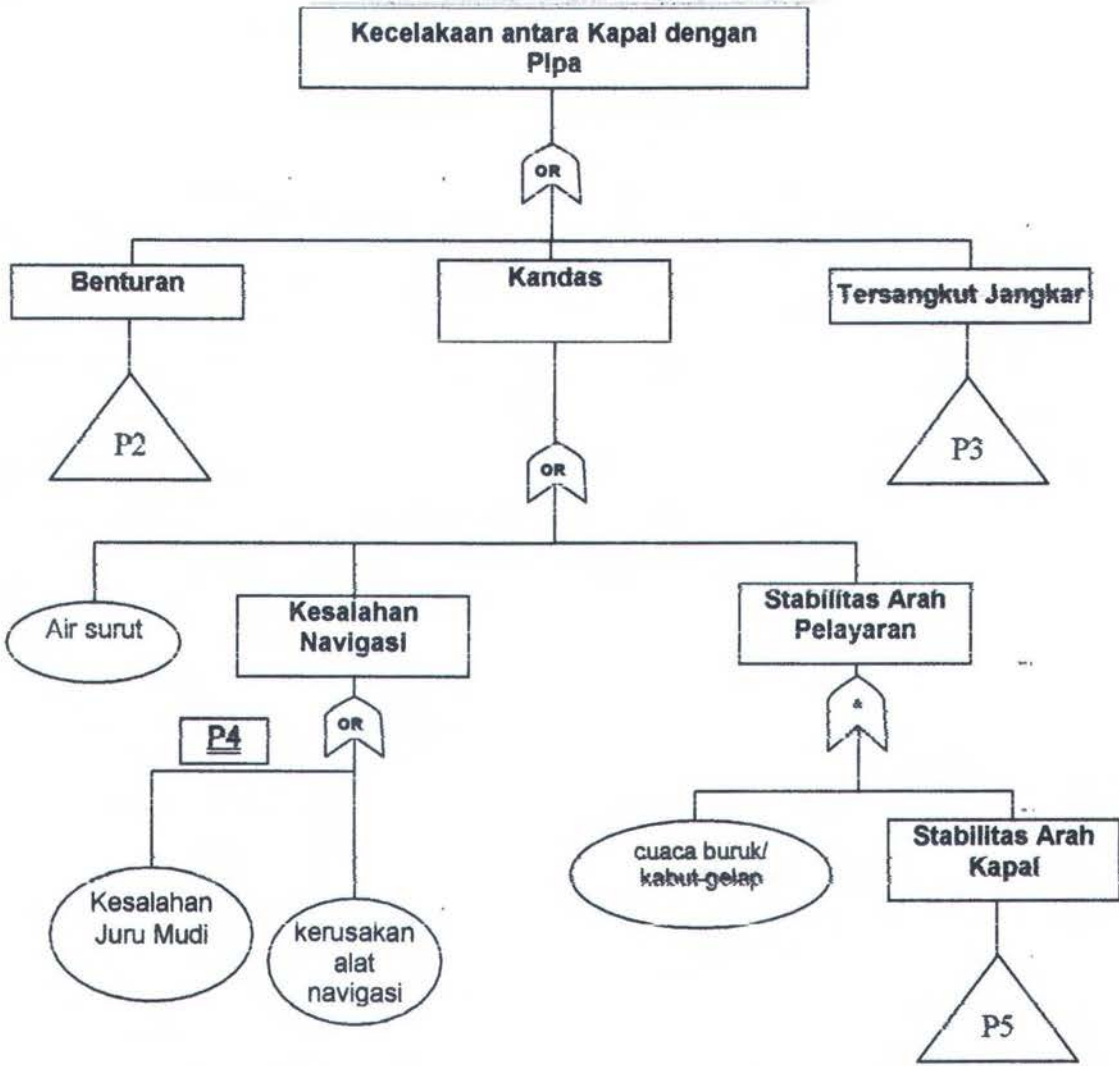 Kecelakaan antara Kapal dengan
Pipa
OR
Benturan
Kandas
Tersangkut Jangkar
P2
P3
OR
Air surut
Kesalahan
Navigasi
Stabilitas Arah
Pelayaran
P4
OR
&
Kesalahan
Juru Mudi
kerusakan
alat
navigasi
cuaca buruk/
kabut-gelap
Stabilitas Arah
Kapal
P5